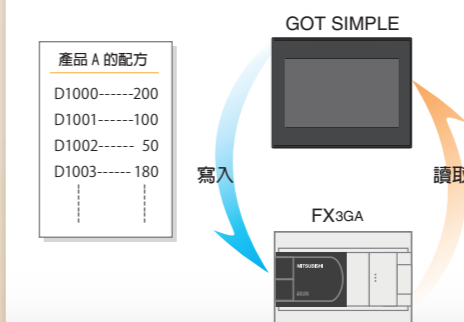 GOT SIMPLE
產品 A 的配方
D1000------200
D1001------100
D1002------ 50
D1003------ 180
寫入
讀取
FX3GA
MITSUBISHI